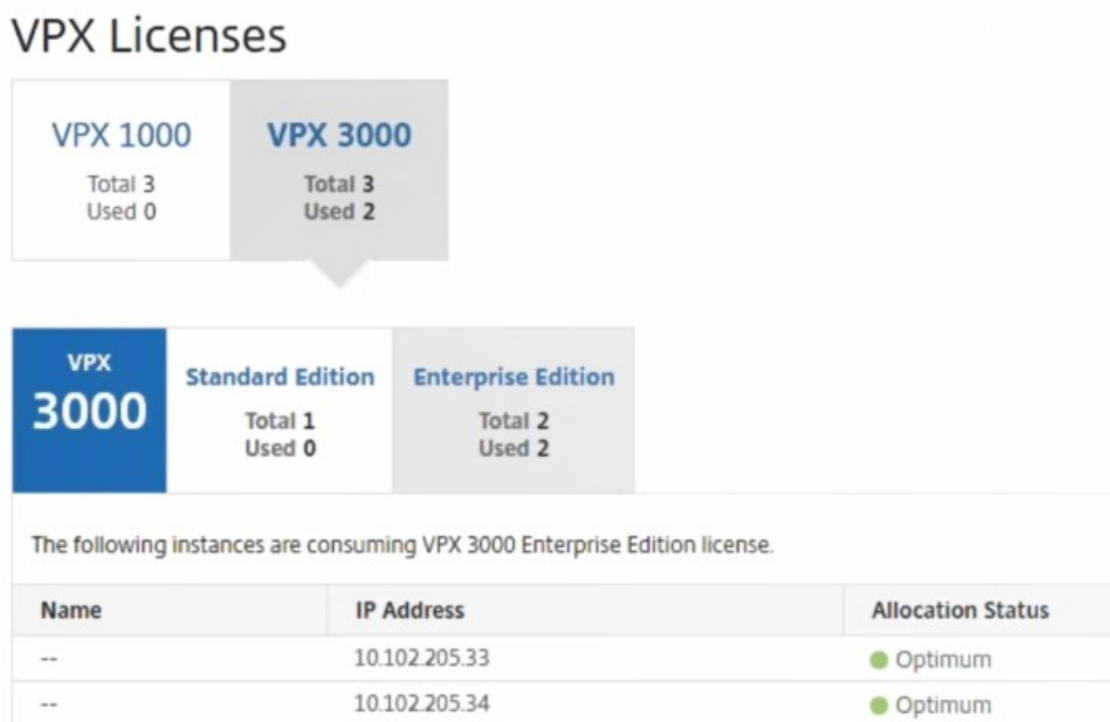 VPX Licenses
VPX 1000
Total 3
Used 0
VPX 3000
Total 3
Used 2
VPX
3000
Standard Edition
Total 1
Used 0
Enterprise Edition
Total 2
Used 2
The following instances are consuming VPX 3000 Enterprise Edition license.
Name IP Address Allocation Status
-- 10.102.205.33 Optimum
-- 10.102.205.34 Optimum